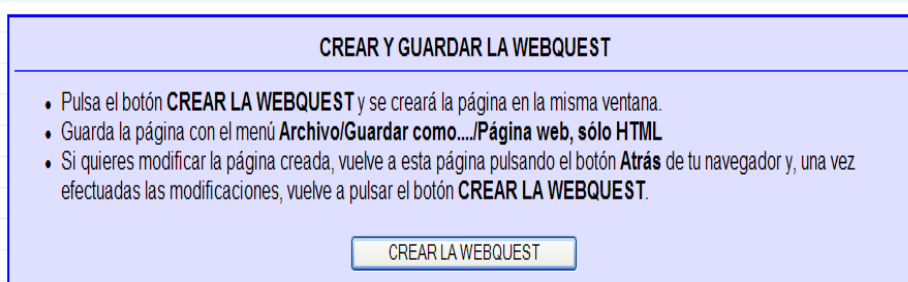 CREAR Y GUARDAR LA WEBQUEST
• Pulsa el botón CREAR LA WEBQUEST y se creará la página en la misma ventana.
• Guarda la página con el menú Archivo/Guardar como..../Página web, sólo HTML
• Si quieres modificar la página creada, vuelve a esta página pulsando el botón Atrás de tu navegador y, una vez
efectuadas las modificaciones, vuelve a pulsar el botón CREAR LA WEBQUEST.
CREAR LA WEBQUEST